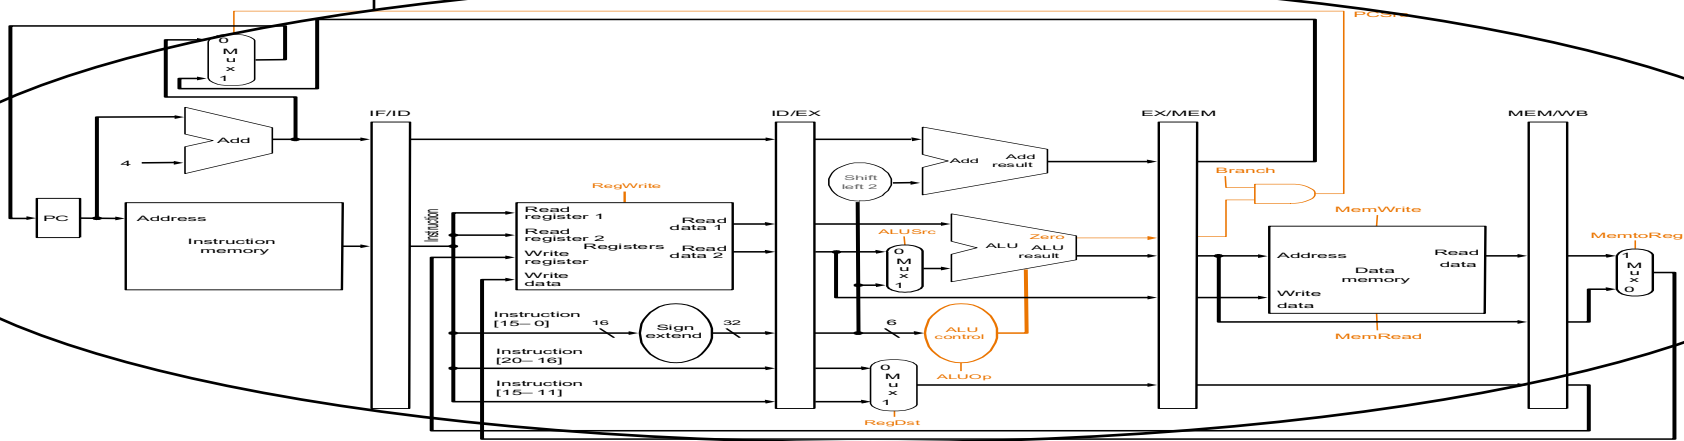 PCSrc
0
M
u
x
1
IF/ID
ID/EX
EX/MEM
MEM/WB
Add
4
Add
Add
result
Shift
left 2
Branch
RegWrite
PC
Address
Instruction
memory
Instruction
Read
register 1
Read
register 2
Write
register
Write
data
Registers
Read
data 1
Read
data 2
ALUSrc
0
M
u
x
1
Zero
ALU
ALU
result
MemWrite
Address
Read
data
Data
memory
Write
data
MemRead
MemtoReg
1
M
u
x
0
Instruction
[15– 0]
16
Sign
extend
32
6
ALU
control
ALUOp
Instruction
[20– 16]
Instruction
[15– 11]
0
M
u
x
1
RegDst